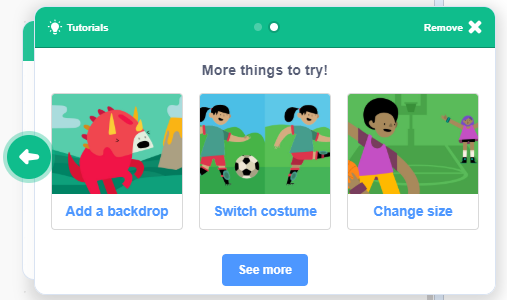 Tutorials
Remove
More things to try!
Add a backdrop
Switch costume
Change size
See more